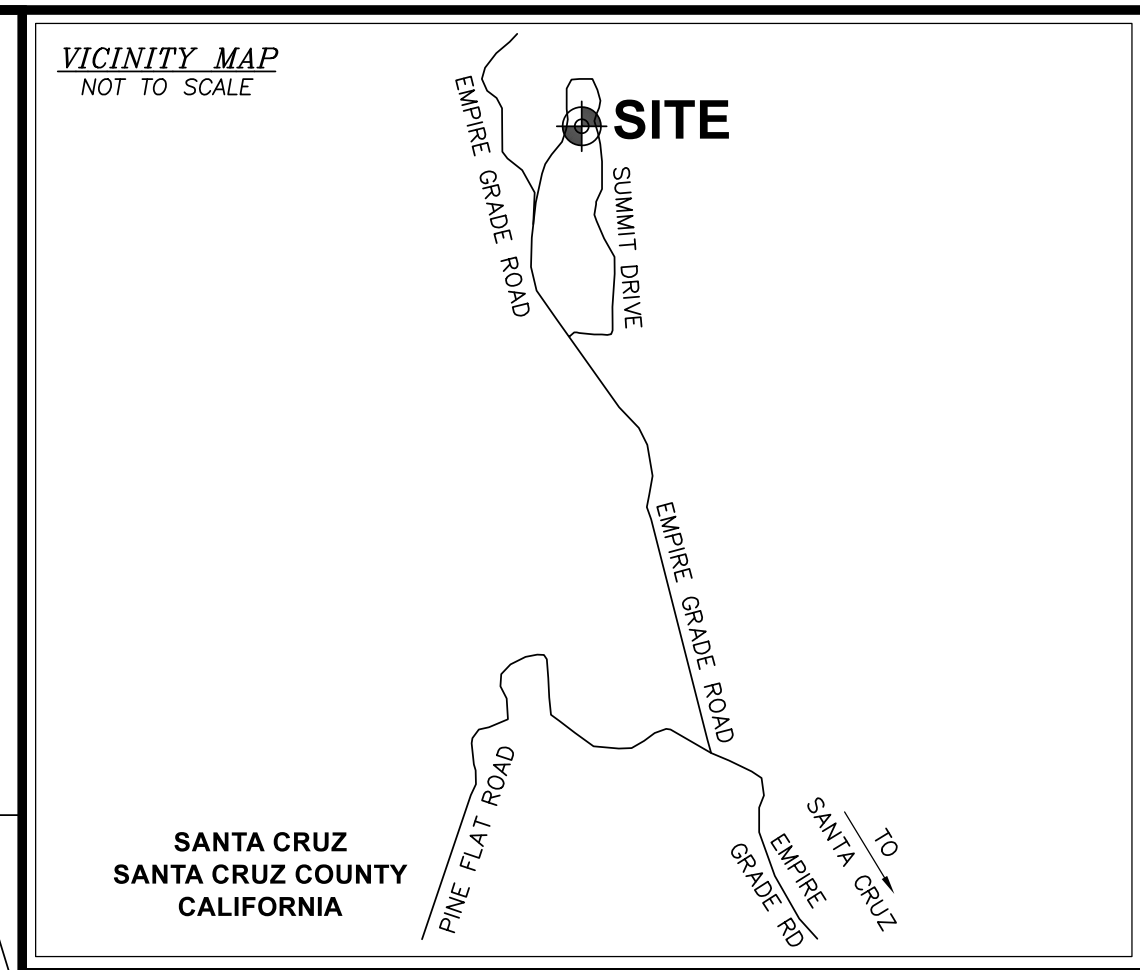 VICINITY MAP
NOT TO SCALE
SITE
EMPIRE GRADE ROAD
SUMMIT DRIVE
EMPIRE GRADE ROAD
PINE FLAT ROAD
EMPIRE
GRADE RD
TO
SANTA CRUZ
SANTA CRUZ
SANTA CRUZ COUNTY
CALIFORNIA